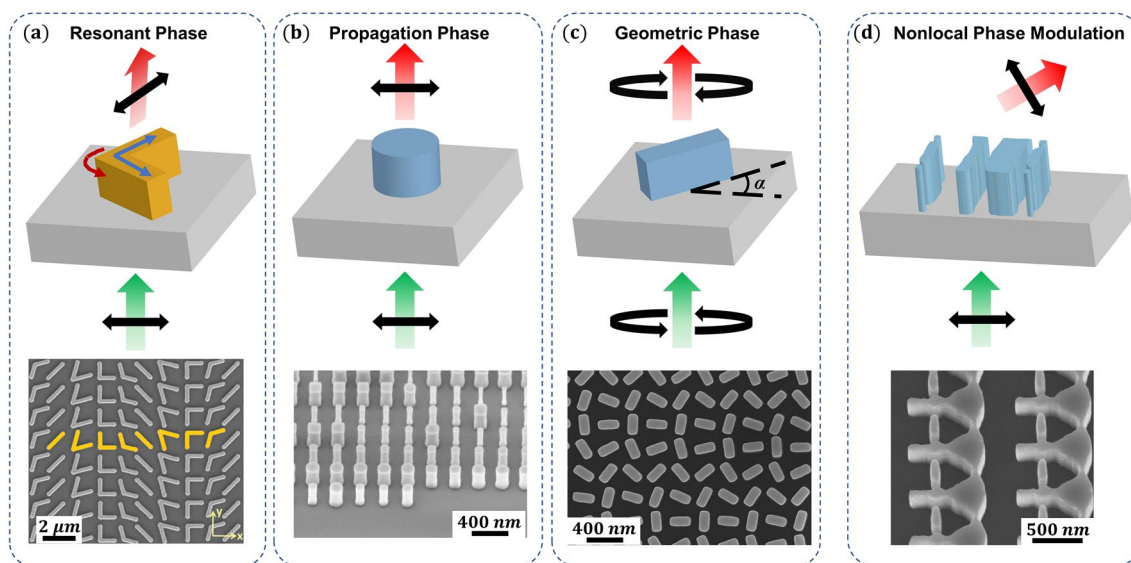 (a) Resonant Phase
(b) Propagation Phase
(c) Geometric Phase
(d) Nonlocal Phase Modulation
α
2 μm
y
x
400 nm
400 nm
500 nm